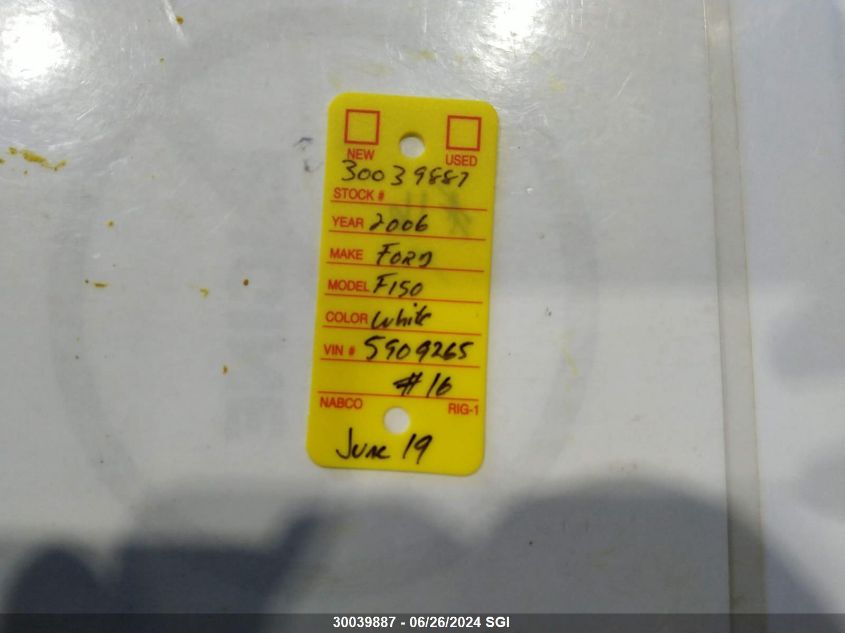 NEW USED
30039887
STOCK #
YEAR 2006
MAKE FORD
MODEL F150
COLOR White
VIN # 5909265
#16
NABCO RIG-1
June 19
30039887 - 06/26/2024 SGI